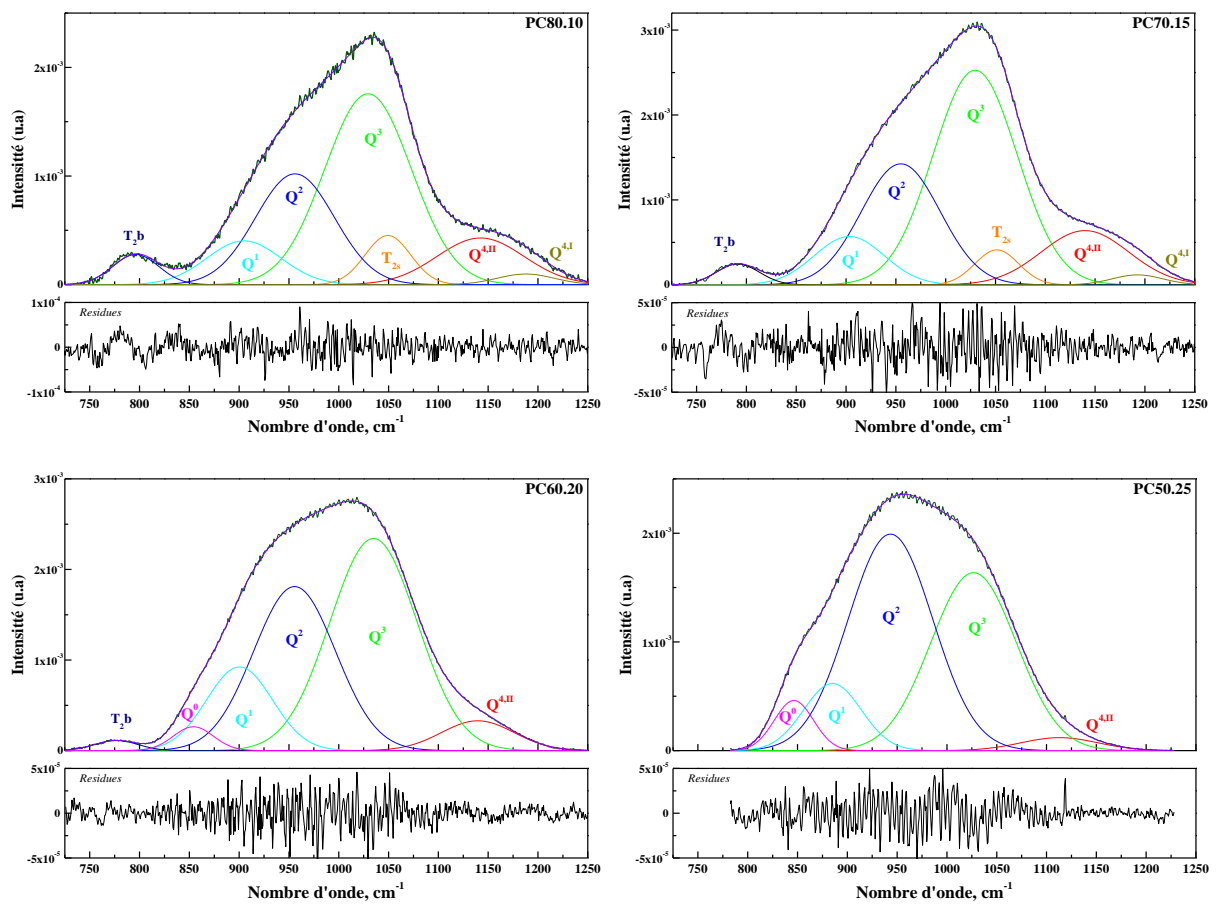 PC80.10
2x10⁻³
1x10⁻³
0
Intensitté (u.a)
T₂b
Q¹
Q²
Q³
T₂ₛ
Q⁴,ᴵᴵ
Q⁴,ᴵ
Residues
1x10⁻⁴
0
-1x10⁻⁴
750 800 850 900 950 1000 1050 1100 1150 1200 1250
Nombre d'onde, cm⁻¹
PC70.15
3x10⁻³
2x10⁻³
1x10⁻³
0
Intensitté (u.a)
T₂b
Q¹
Q²
Q³
T₂ₛ
Q⁴,ᴵᴵ
Q⁴,ᴵ
Residues
5x10⁻⁵
0
-5x10⁻⁵
750 800 850 900 950 1000 1050 1100 1150 1200 1250
Nombre d'onde, cm⁻¹
PC60.20
3x10⁻³
2x10⁻³
1x10⁻³
0
Intensitté (u.a)
T₂b
Q⁰
Q¹
Q²
Q³
Q⁴,ᴵᴵ
Residues
5x10⁻⁵
0
-5x10⁻⁵
750 800 850 900 950 1000 1050 1100 1150 1200 1250
Nombre d'onde, cm⁻¹
PC50.25
2x10⁻³
1x10⁻³
0
Intensitté (u.a)
Q⁰
Q¹
Q²
Q³
Q⁴,ᴵᴵ
Residues
5x10⁻⁵
0
-5x10⁻⁵
750 800 850 900 950 1000 1050 1100 1150 1200 1250
Nombre d'onde, cm⁻¹